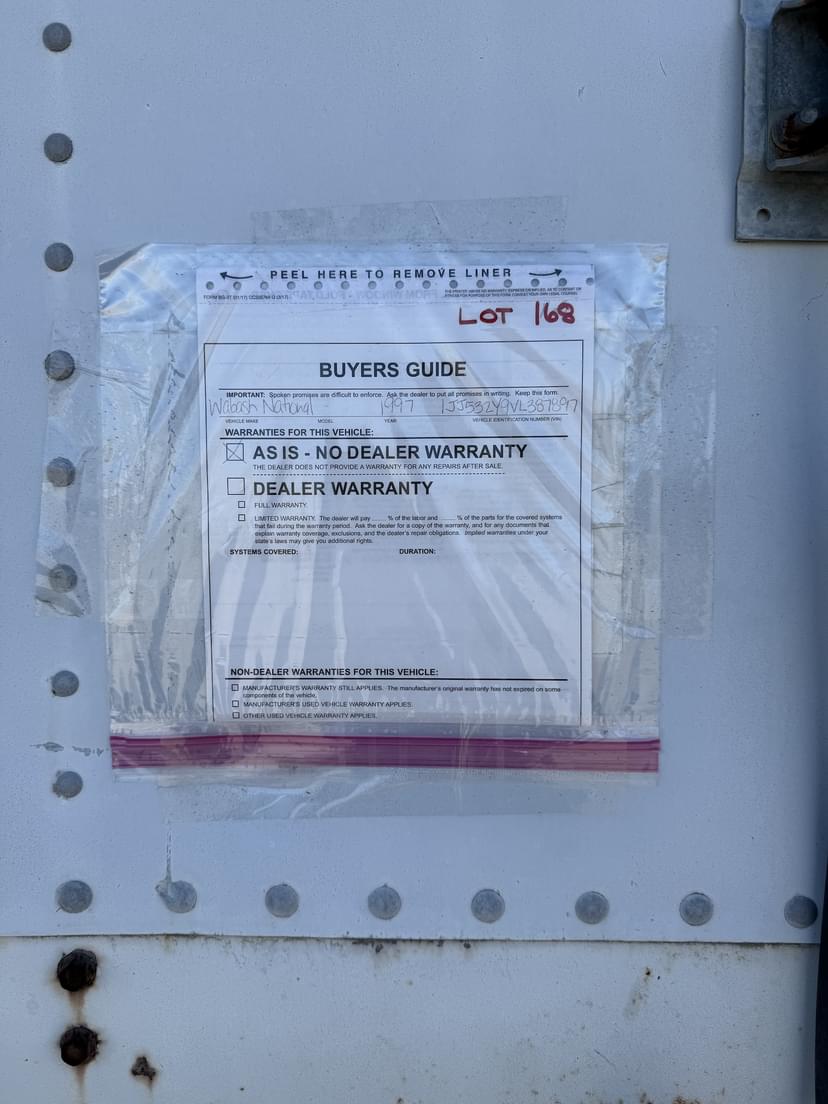 PEEL HERE TO REMOVE LINER
LOT 168
BUYERS GUIDE
IMPORTANT: Spoken promises are difficult to enforce. Ask the dealer to put all promises in writing. Keep this form.
Wabash National - 1997 1JJ532Y9VL387897
VEHICLE MAKE MODEL YEAR VEHICLE IDENTIFICATION NUMBER (VIN)
WARRANTIES FOR THIS VEHICLE:
AS IS - NO DEALER WARRANTY
THE DEALER DOES NOT PROVIDE A WARRANTY FOR ANY REPAIRS AFTER SALE.
DEALER WARRANTY
FULL WARRANTY.
LIMITED WARRANTY. The dealer will pay ____% of the labor and ____% of the parts for the covered systems
that fail during the warranty period. Ask the dealer for a copy of the warranty, and for any documents that
explain warranty coverage, exclusions, and the dealer's repair obligations. Implied warranties under your
state's laws may give you additional rights.
SYSTEMS COVERED: DURATION:
NON-DEALER WARRANTIES FOR THIS VEHICLE:
MANUFACTURER'S WARRANTY STILL APPLIES. The manufacturer's original warranty has not expired on some
components of the vehicle.
MANUFACTURER'S USED VEHICLE WARRANTY APPLIES.
OTHER USED VEHICLE WARRANTY APPLIES.